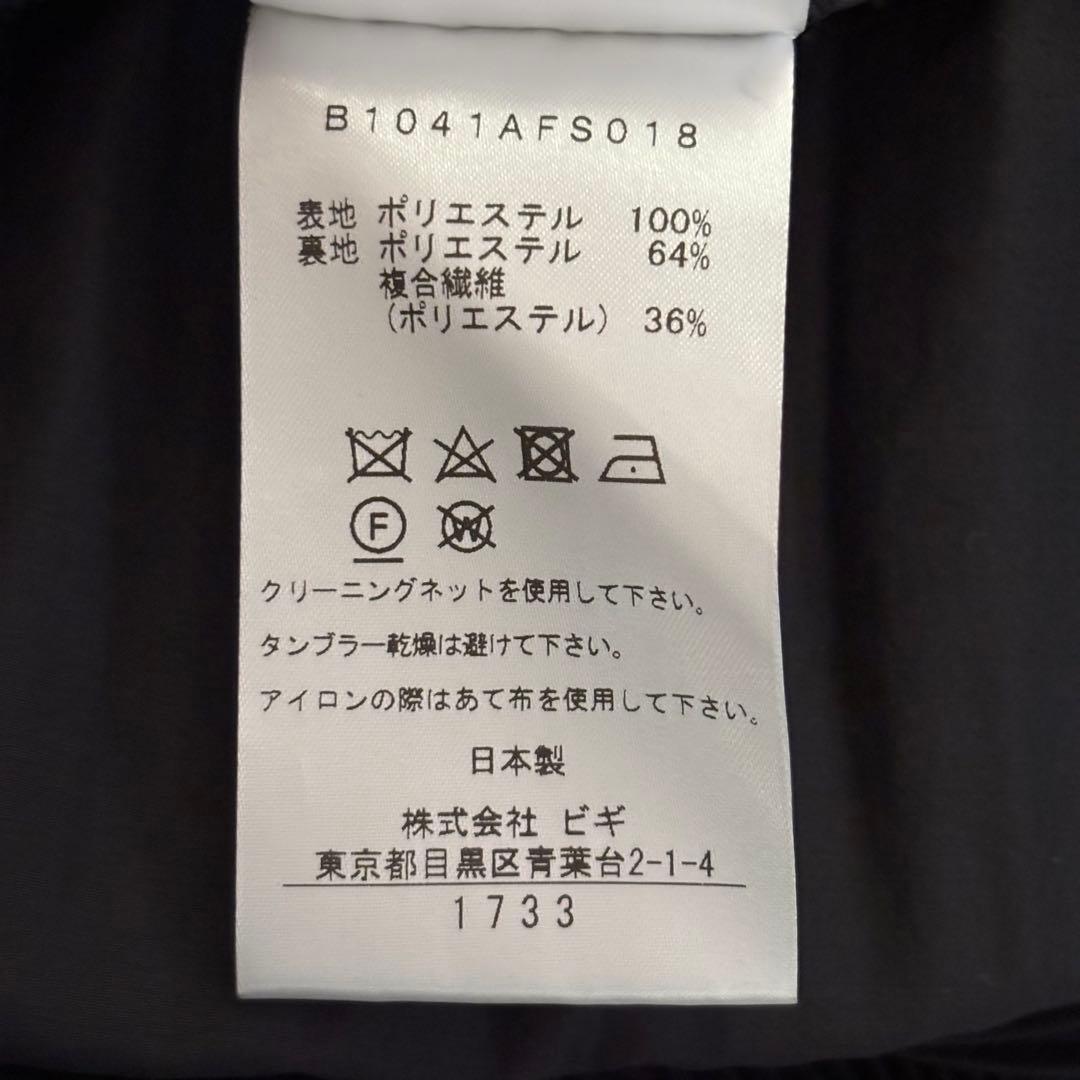 B1041AFS018
表地 ポリエステル 100%
裏地 ポリエステル 64%
複合繊維
(ポリエステル) 36%
F W
クリーニングネットを使用して下さい。
タンブラー乾燥は避けて下さい。
アイロンの際はあて布を使用して下さい。
日本製
株式会社 ビギ
東京都目黒区青葉台2-1-4
1733